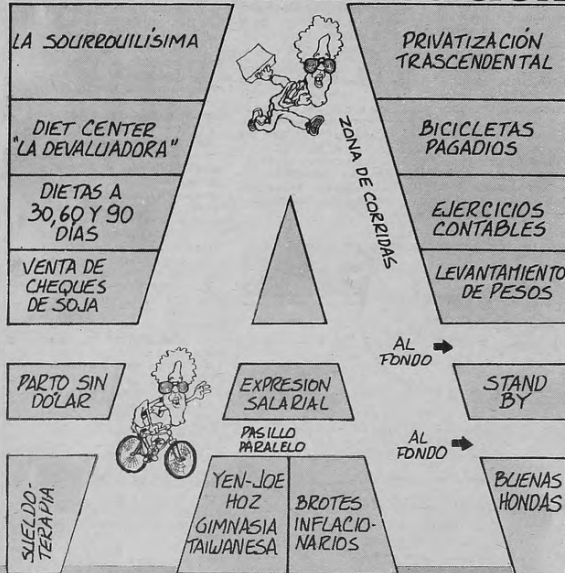 LA SOURROUILÍSIMA
DIET CENTER
"LA DEVALUADORA"
DIETAS A
30,60 Y 90
DÍAS
VENTA DE
CHEQUES
DE SOJA
ZONA DE CORRIDAS
PRIVATIZACIÓN
TRASCENDENTAL
BICICLETAS
PAGADIOS
EJERCICIOS
CONTABLES
LEVANTAMIENTO
DE PESOS
AL
FONDO
PARTO SIN
DOLAR
EXPRESION
SALARIAL
STAND
BY
PASILLO
PARALELO
AL
FONDO
SUELDO-
TERAPIA
YEN-JOE
HOZ
GIMNASIA
TAIWANESA
BROTES
INFLACIO-
NARIOS
BUENAS
HONDAS